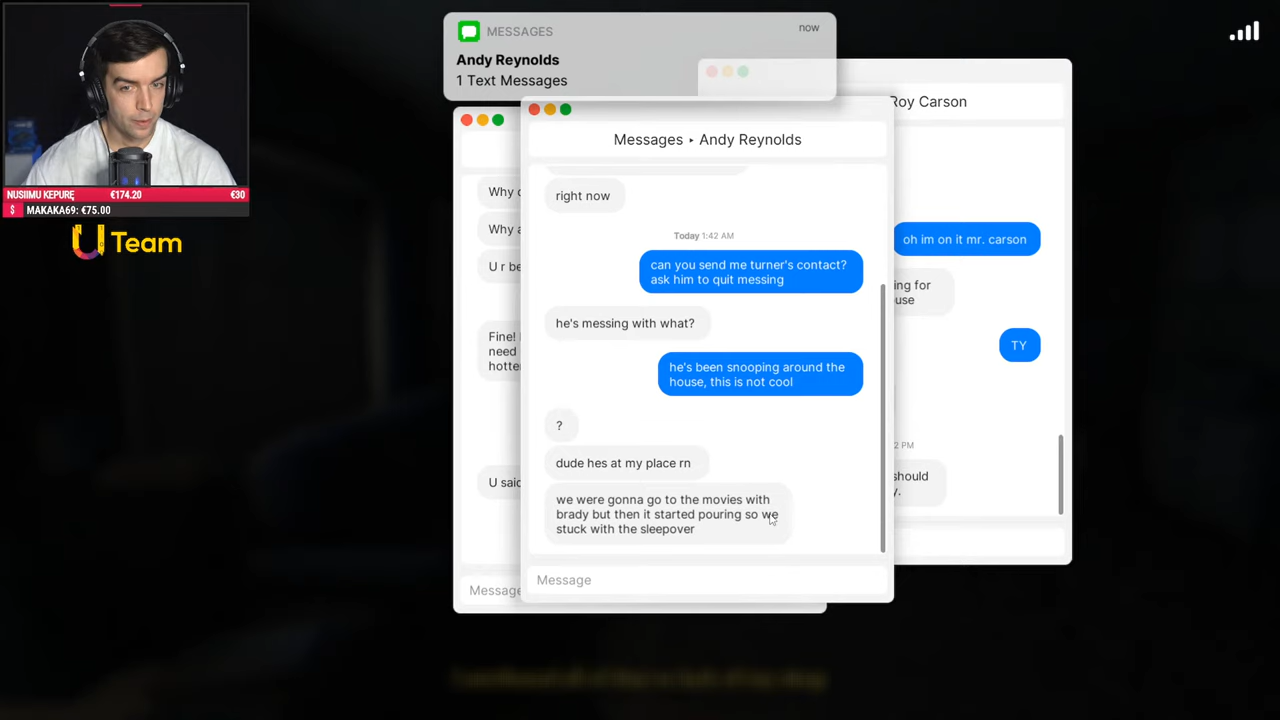 MESSAGES
now
Andy Reynolds
1 Text Messages
NUSIIMU KEPURĘ €174.20 €30
$ MAKAKA69: €75.00
U Team
Roy Carson
oh im on it mr. carson
ing for
use
TY
2 PM
should
y.
Why
Why a
U r be
Fine!
need
hotter
U said
Message
Messages ▸ Andy Reynolds
right now
Today 1:42 AM
can you send me turner's contact?
ask him to quit messing
he's messing with what?
he's been snooping around the
house, this is not cool
?
dude hes at my place rn
we were gonna go to the movies with
brady but then it started pouring so we
stuck with the sleepover
Message